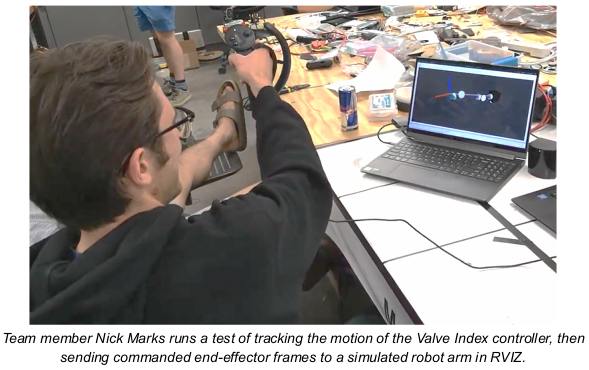 Team member Nick Marks runs a test of tracking the motion of the Valve Index controller, then
sending commanded end-effector frames to a simulated robot arm in RVIZ.